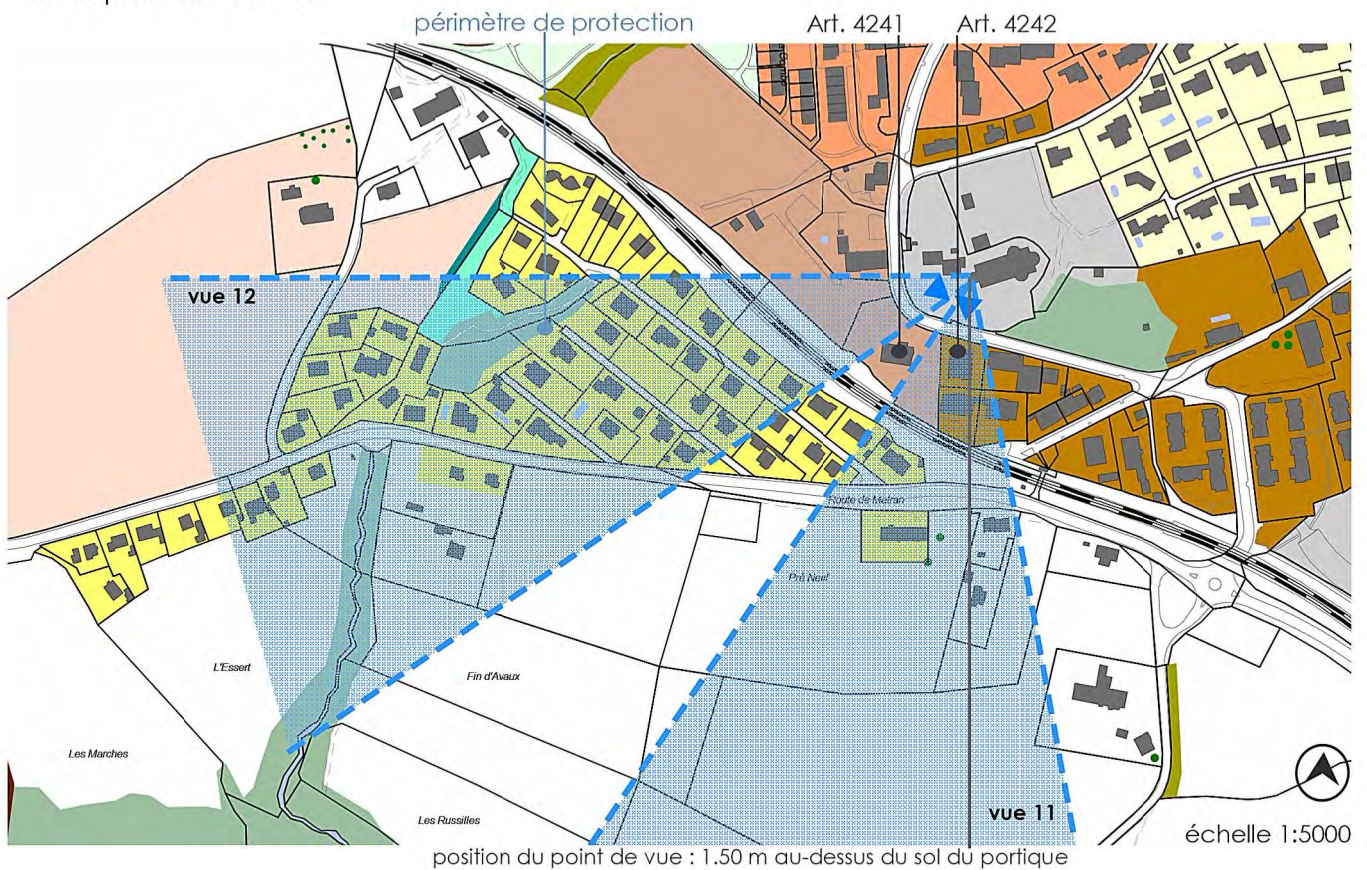 périmètre de protection
Art. 4241
Art. 4242
vue 12
Route de Matran
Pré Neuf
L'Essert
Fin d'Avaux
Les Marches
Les Russilles
vue 11
échelle 1:5000
position du point de vue : 1.50 m au-dessus du sol du portique